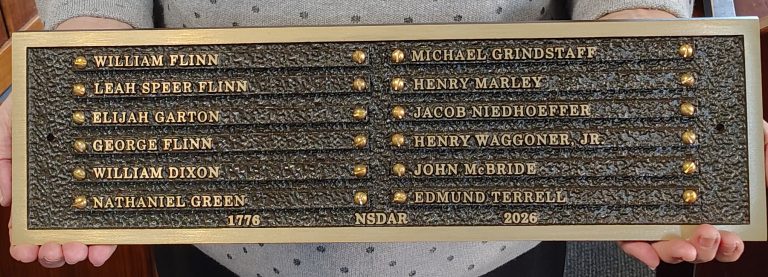 WILLIAM FLINN
LEAH SPEER FLINN
ELIJAH GARTON
GEORGE FLINN
WILLIAM DIXON
NATHANIEL GREEN
MICHAEL GRINDSTAFF
HENRY MARLEY
JACOB NIEDHOEFFER
HENRY WAGGONER, JR.
JOHN McBRIDE
EDMUND TERRELL
1776 NSDAR 2026